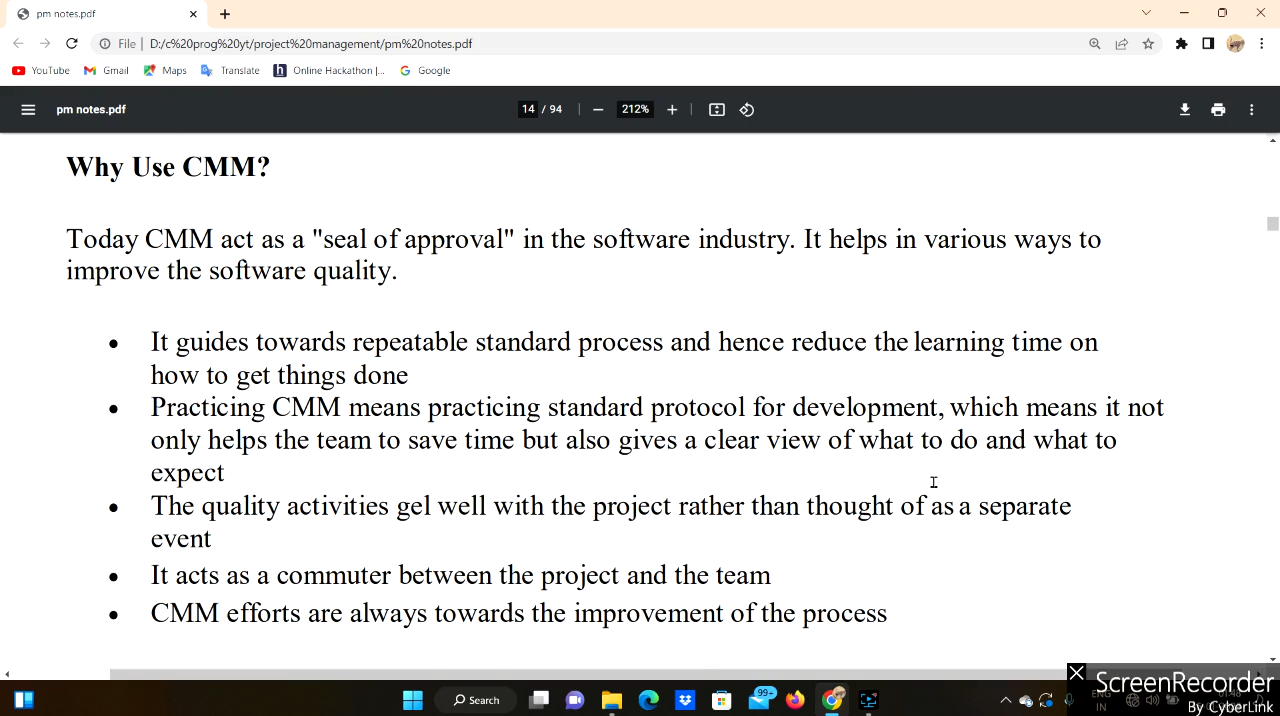 pm notes.pdf
File D:/c%20prog%20yt/project%20management/pm%20notes.pdf
YouTube Gmail Maps Translate Online Hackathon |... Google
pm notes.pdf 14 / 94 212%
Why Use CMM?
Today CMM act as a "seal of approval" in the software industry. It helps in various ways to
improve the software quality.
• It guides towards repeatable standard process and hence reduce the learning time on
how to get things done
• Practicing CMM means practicing standard protocol for development, which means it not
only helps the team to save time but also gives a clear view of what to do and what to
expect
• The quality activities gel well with the project rather than thought of as a separate
event
• It acts as a commuter between the project and the team
• CMM efforts are always towards the improvement of the process
ScreenRecorder
By CyberLink
Search 99+ ENG
IN